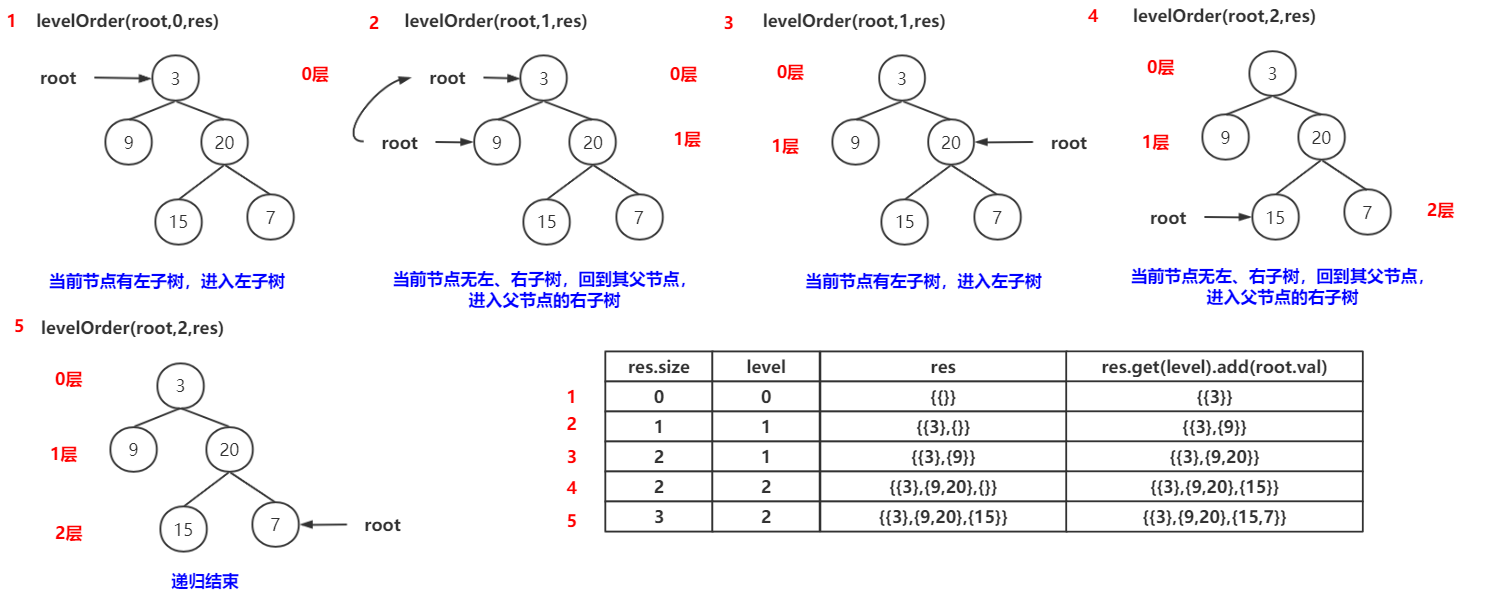 1 levelOrder(root,0,res)
root
3
0层
9
20
15
7
当前节点有左子树，进入左子树
2 levelOrder(root,1,res)
root
3
0层
root
9
20
1层
15
7
当前节点无左、右子树，回到其父节点，
进入父节点的右子树
3 levelOrder(root,1,res)
0层
3
1层
9
20
root
15
7
当前节点有左子树，进入左子树
4 levelOrder(root,2,res)
0层
3
1层
9
20
root
15
7
2层
当前节点无左、右子树，回到其父节点，
进入父节点的右子树
5 levelOrder(root,2,res)
0层
3
1层
9
20
2层
15
7
root
递归结束
res.size level res res.get(level).add(root.val)
1 0 0 {{}} {{3}}
2 1 1 {{3},{}} {{3},{9}}
3 2 1 {{3},{9}} {{3},{9,20}}
4 2 2 {{3},{9,20},{}} {{3},{9,20},{15}}
5 3 2 {{3},{9,20},{15}} {{3},{9,20},{15,7}}